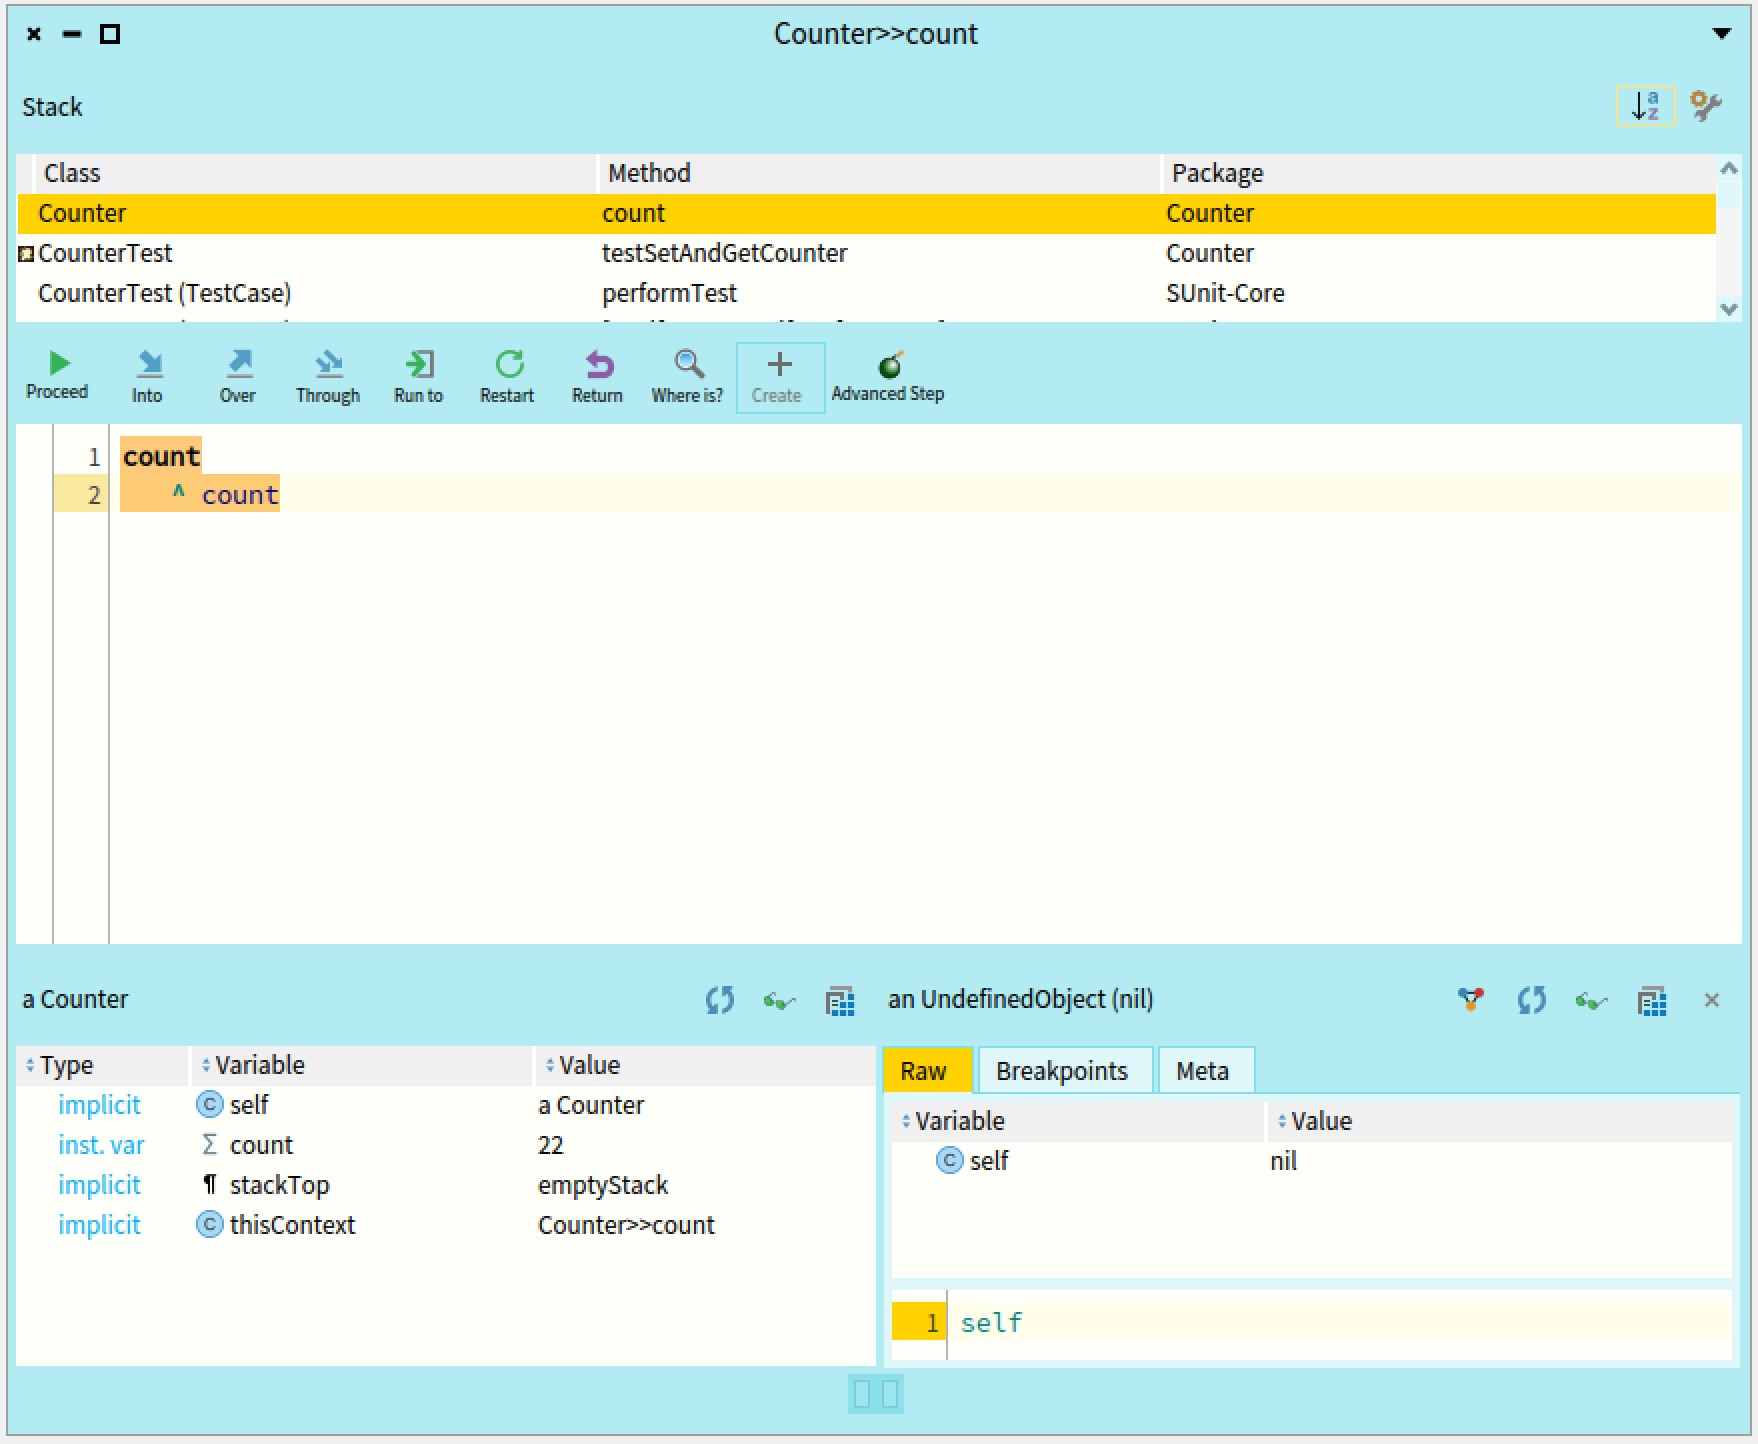 Counter>>count
Stack
Class Method Package
Counter count Counter
CounterTest testSetAndGetCounter Counter
CounterTest (TestCase) performTest SUnit-Core
Proceed Into Over Through Run to Restart Return Where is? Create Advanced Step
1 count
2 ^ count
a Counter
Type Variable Value
implicit self a Counter
inst. var count 22
implicit stackTop emptyStack
implicit thisContext Counter>>count
an UndefinedObject (nil)
Raw Breakpoints Meta
Variable Value
self nil
1 self